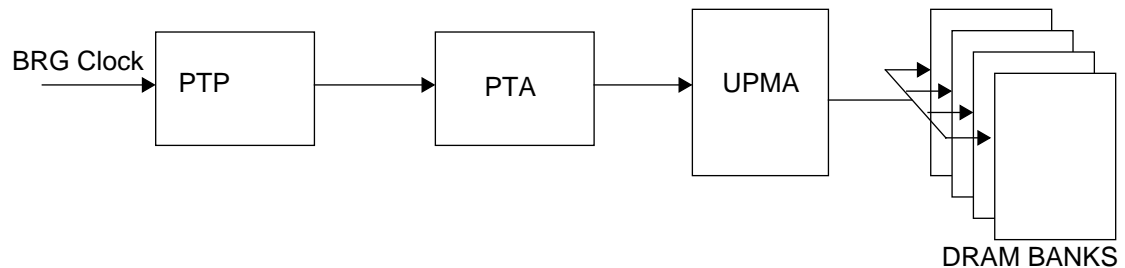 BRG Clock
PTP
PTA
UPMA
DRAM BANKS